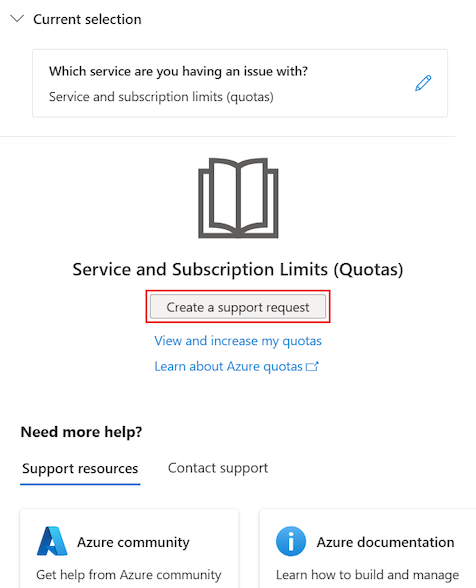 Current selection
Which service are you having an issue with?
Service and subscription limits (quotas)
Service and Subscription Limits (Quotas)
Create a support request
View and increase my quotas
Learn about Azure quotas
Need more help?
Support resources
Contact support
Azure community
Get help from Azure community
Azure documentation
Learn how to build and manage